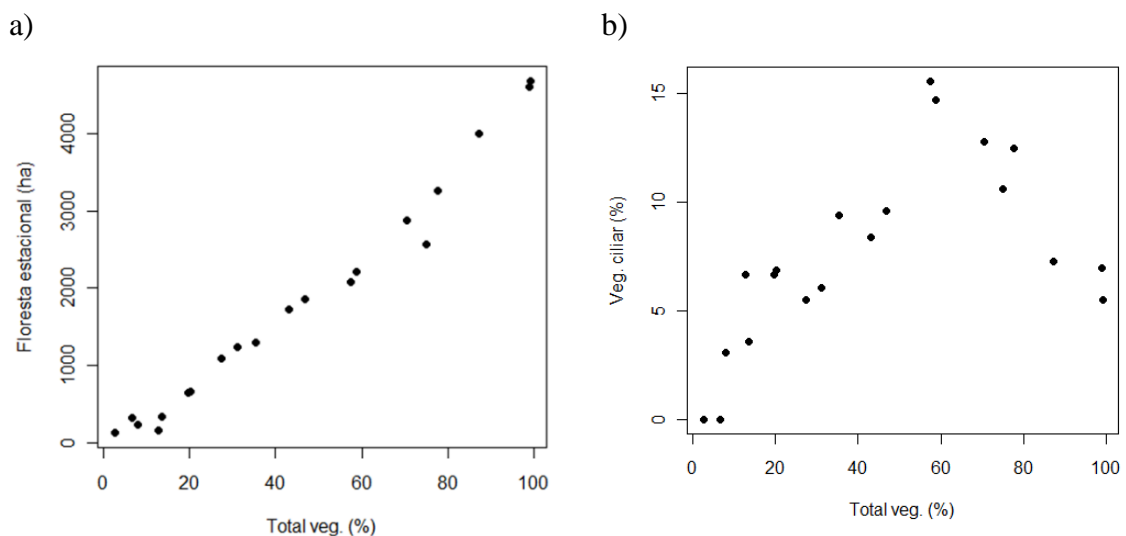 a)
b)
Floresta estacional (ha)
0 1000 2000 3000 4000
0 20 40 60 80 100
Total veg. (%)
Veg. ciliar (%)
0 5 10 15
0 20 40 60 80 100
Total veg. (%)